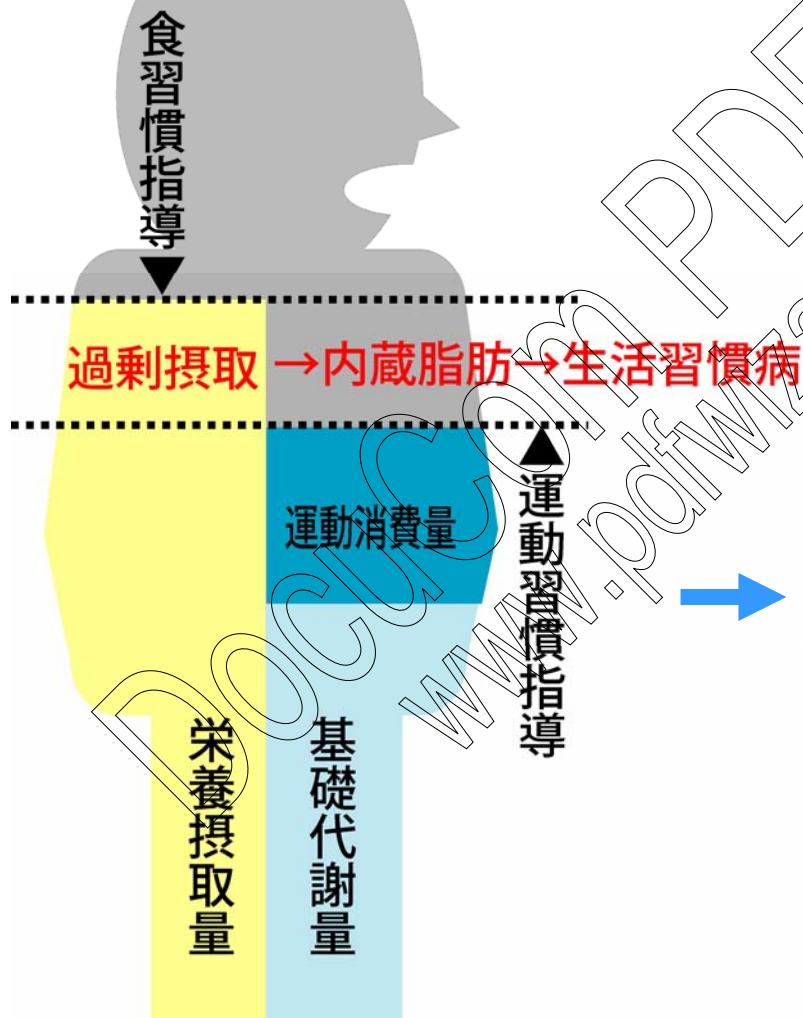 食習慣指導
過剰摂取→内蔵脂肪→生活習慣病
運動消費量
運動習慣指導
栄養摂取量
基礎代謝量
DocuCom PD
www.pdfwiza